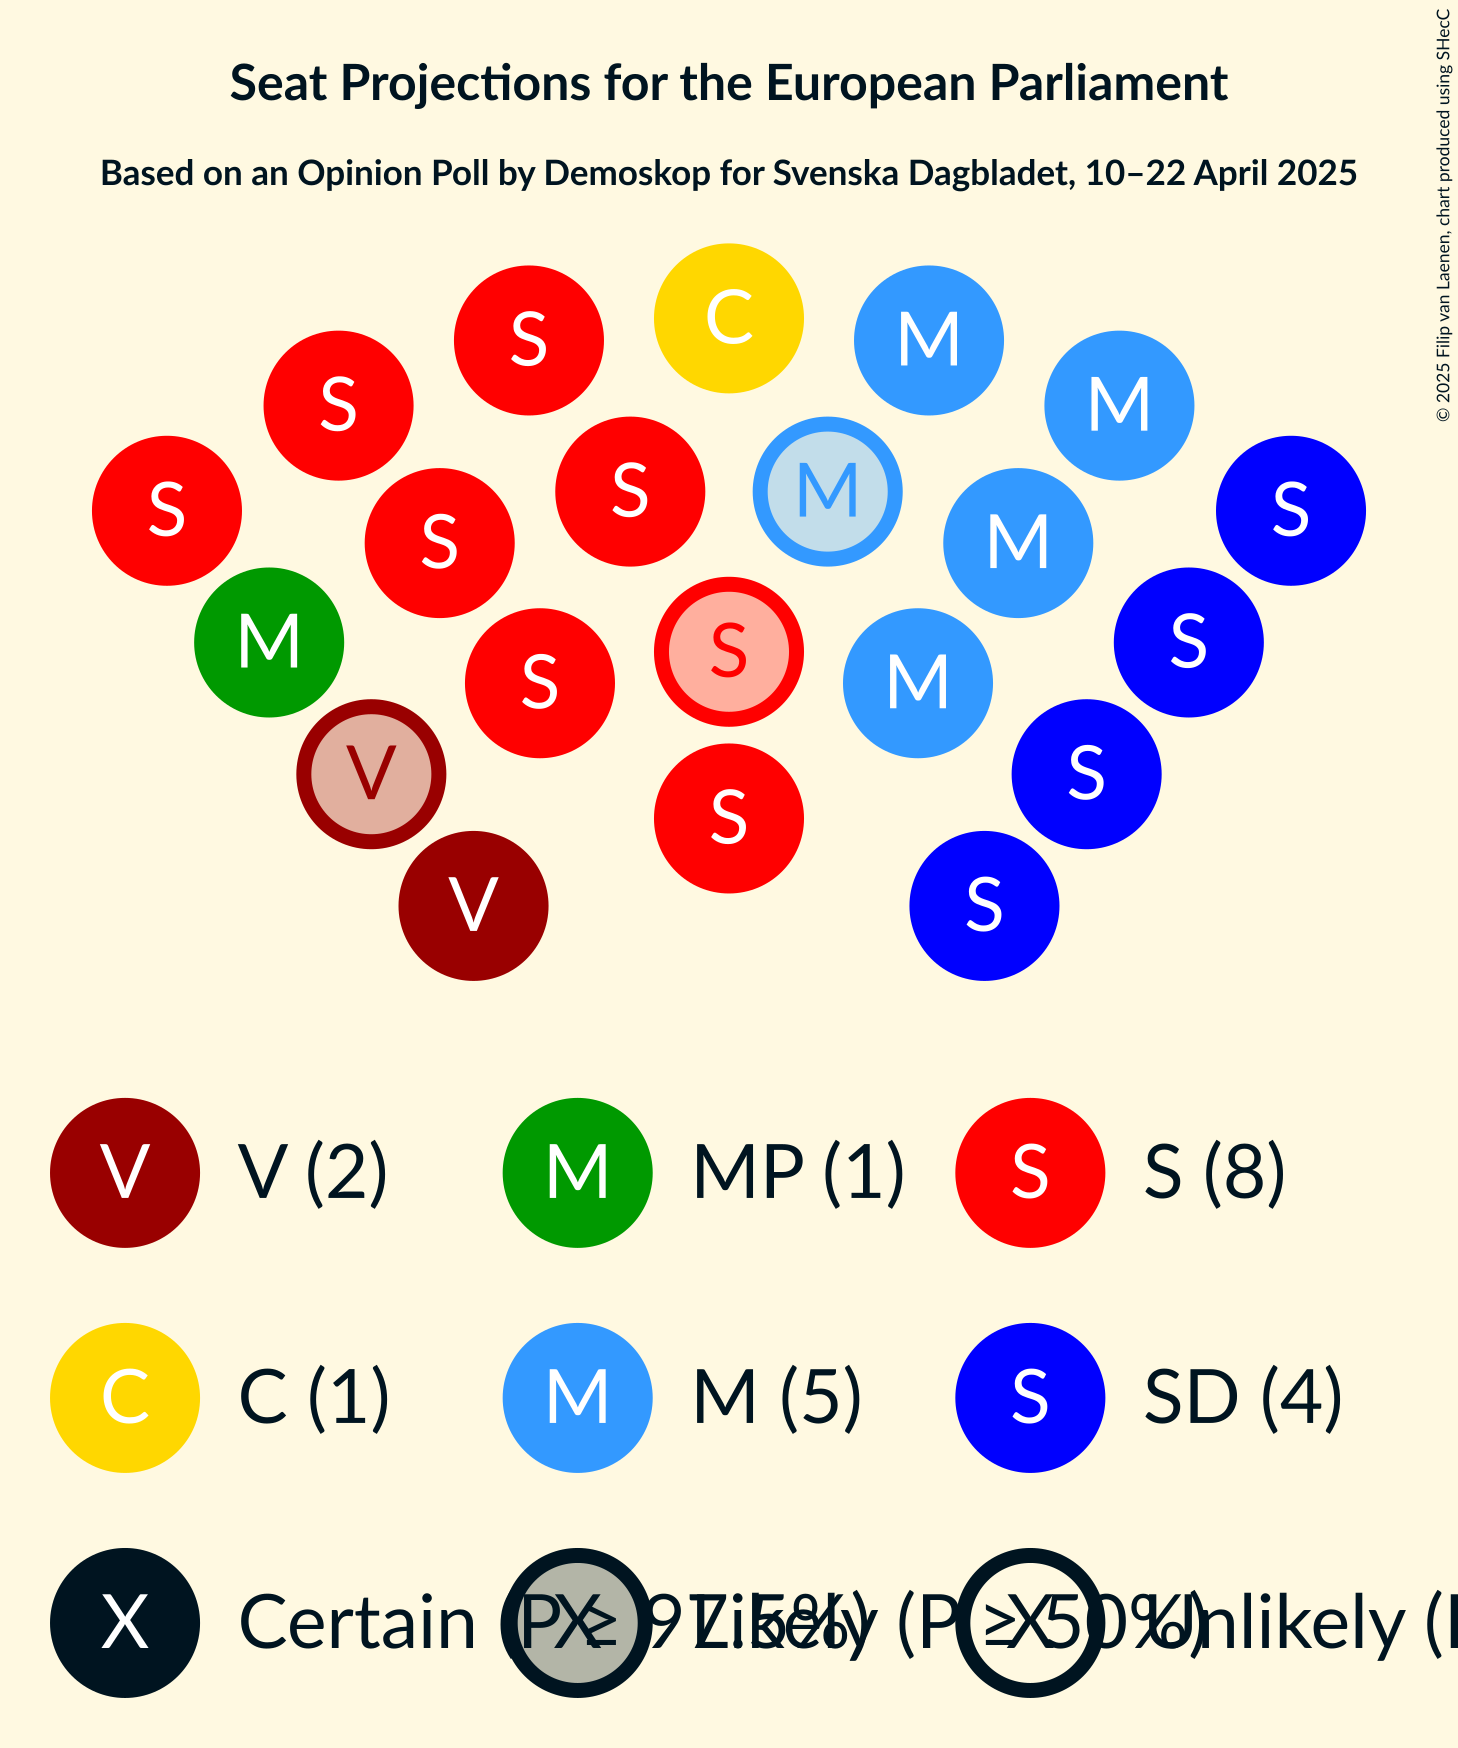 Seat Projections for the European Parliament
Based on an Opinion Poll by Demoskop for Svenska Dagbladet, 10–22 April 2025
© 2025 Filip van Laenen, chart produced using SHecC
C
S M
S M
S S
S M
S M
M S
S
S M
V S
S
V S
V V (2) M MP (1) S S (8)
C C (1) M M (5) S SD (4)
X Certain (P ≥ 97.5%) X Likely (P ≥ 50%) X Unlikely (